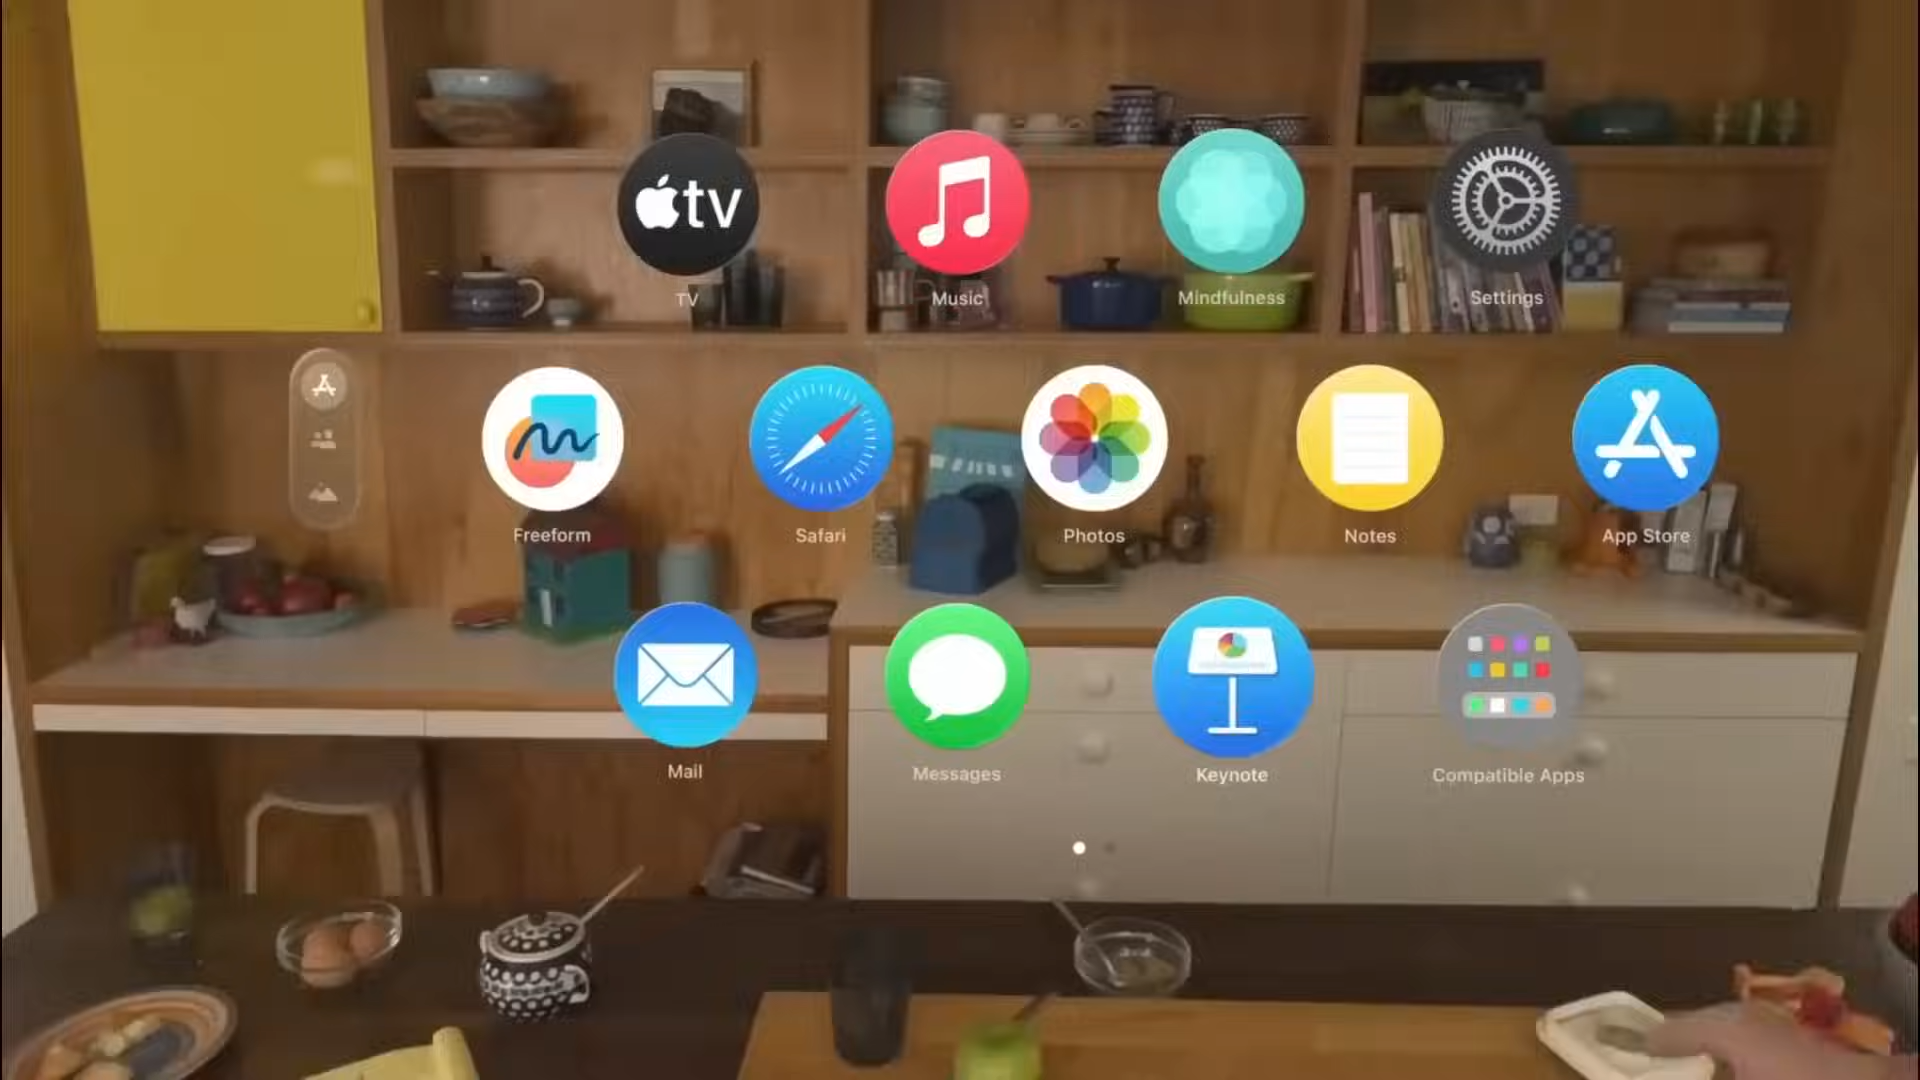 tv
TV
Music
Mindfulness
Settings
Freeform
Safari
Photos
Notes
App Store
Mail
Messages
Keynote
Compatible Apps